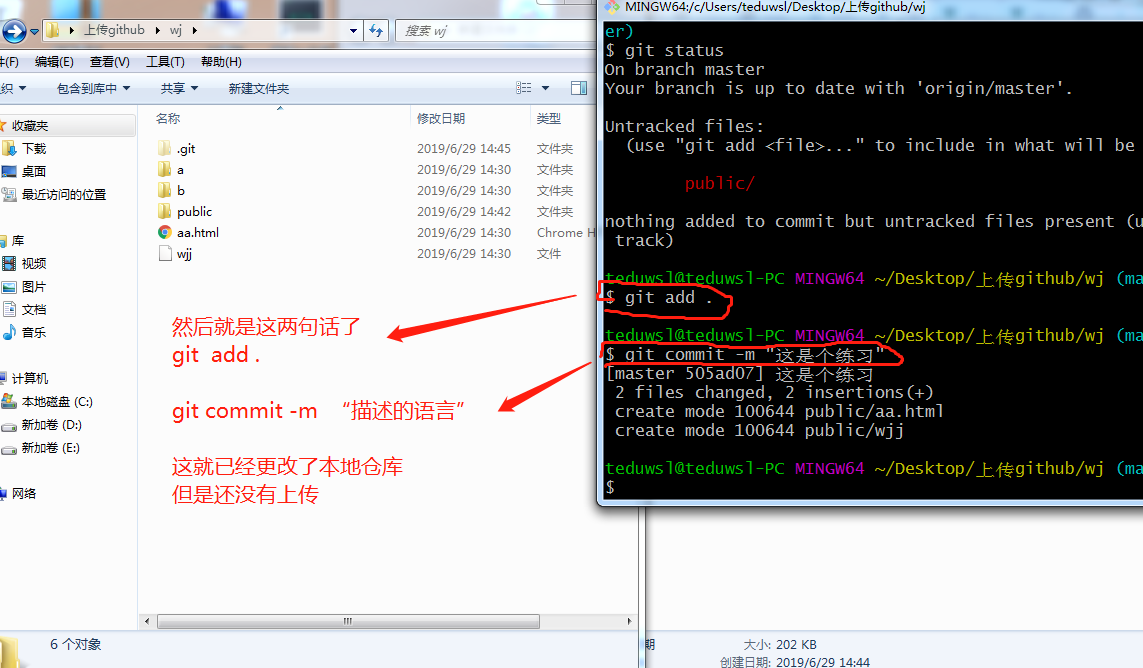 上传github
wj
搜索 wj
件(F) 编辑(E) 查看(V) 工具(T) 帮助(H)
织 包含到库中 共享 新建文件夹
名称 修改日期 类型
收藏夹
下载
桌面
最近访问的位置
库
视频
图片
文档
音乐
计算机
本地磁盘 (C:)
新加卷 (D:)
新加卷 (E:)
网络
.git 2019/6/29 14:45 文件夹
a 2019/6/29 14:30 文件夹
b 2019/6/29 14:30 文件夹
public 2019/6/29 14:42 文件夹
aa.html 2019/6/29 14:30 Chrome H
wjj 2019/6/29 14:30 文件
然后就是这两句话了
git add .
git commit -m “描述的语言”
这就已经更改了本地仓库
但是还没有上传
6 个对象
MINGW64:/c/Users/teduwsl/Desktop/上传github/wj
er)
$ git status
On branch master
Your branch is up to date with 'origin/master'.
Untracked files:
(use "git add <file>..." to include in what will be
public/
nothing added to commit but untracked files present (u
track)
teduwsl@teduwsl-PC MINGW64 ~/Desktop/上传github/wj (ma
$ git add .
teduwsl@teduwsl-PC MINGW64 ~/Desktop/上传github/wj (ma
$ git commit -m "这是个练习"
[master 505ad07] 这是个练习
2 files changed, 2 insertions(+)
create mode 100644 public/aa.html
create mode 100644 public/wjj
teduwsl@teduwsl-PC MINGW64 ~/Desktop/上传github/wj (ma
$
期 大小: 202 KB
创建日期: 2019/6/29 14:44